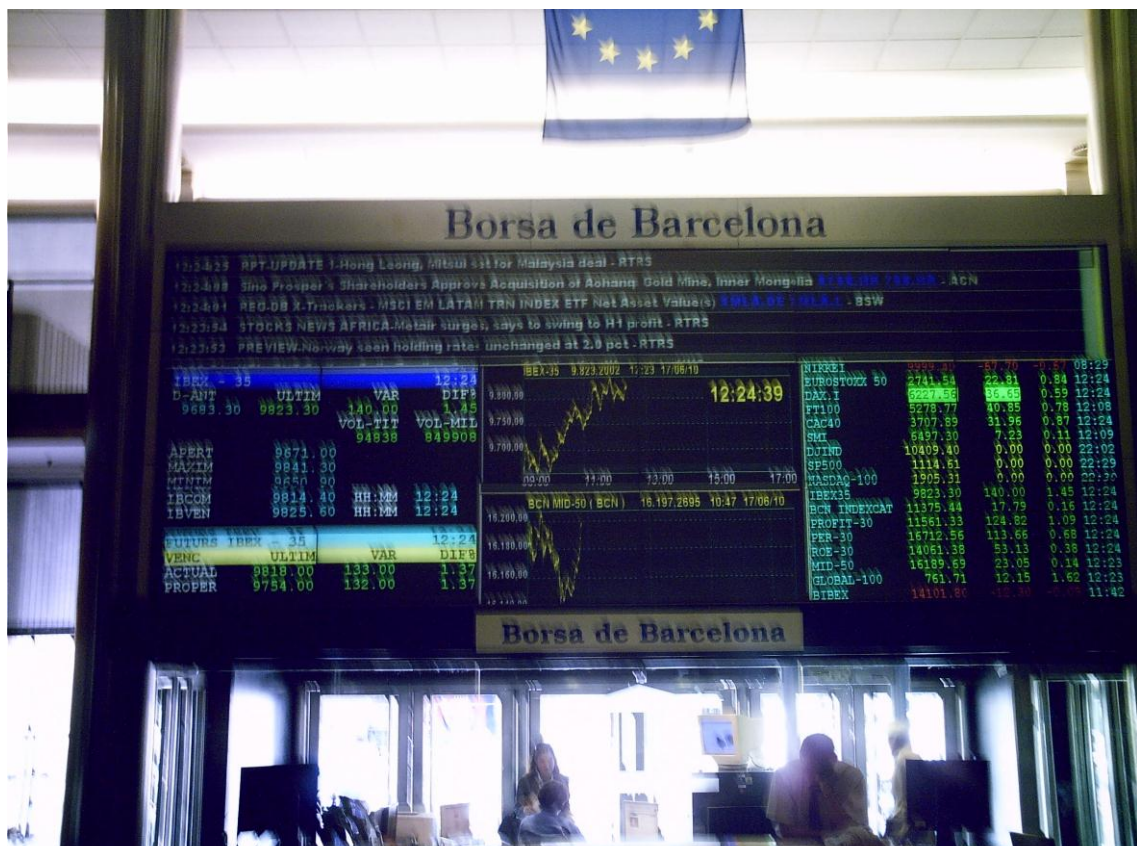 Borsa de Barcelona
12:24:25 RPT-UPDATE 1-Hong Leong, Mitsui set for Malaysia deal - RTRS
12:24:08 Sino Prosper's Shareholders Approve Acquisition of Aohanq Gold Mine, Inner Mongolia - ACN
12:24:01 REG-DB X-Trackers - MSCI EM LATAM TRN INDEX ETF Net Asset Value(s) - BSW
12:23:54 STOCKS NEWS AFRICA-Metair surges, says to swing to H1 profit - RTRS
12:23:53 PREVIEW-Norway seen holding rates unchanged at 2.0 pct - RTRS
IBEX - 35 12:24
D-ANT ULTIM VAR DIF%
9683.30 9823.30 140.00 1.45
VOL-TIT VOL-MIL
94838 849908
APERT 9671.00
MAXIM 9841.30
MINIM 9650.90
IBCOM 9814.40 HH:MM 12:24
IBVEN 9825.60 HH:MM 12:24
FUTURS IBEX - 35 12:24
VENC ULTIM VAR DIF%
ACTUAL 9818.00 133.00 1.37
PROPER 9754.00 132.00 1.37
IBEX-35 9.823,2002 12:23 17/06/10
12:24:39
9.800,00
9.750,00
9.700,00
09:00 11:00 13:00 15:00 17:00
BCN MID-50 ( BCN ) 16.197,2695 10:47 17/06/10
16.200,00
16.180,00
16.160,00
16.140,00
NIKKEI 9999.40 -67.70 -0.67 08:29
EUROSTOXX 50 2741.54 22.81 0.84 12:24
DAX.I 6227.56 36.65 0.59 12:24
FT100 5278.77 40.85 0.78 12:08
CAC40 3707.89 31.96 0.87 12:24
SMI 6497.30 7.23 0.11 12:09
DJIND 10409.40 0.00 0.00 22:02
SP500 1114.61 0.00 0.00 22:29
NASDAQ-100 1905.31 0.00 0.00 22:30
IBEX35 9823.30 140.00 1.45 12:24
BCN INDEXCAT 11375.44 17.79 0.16 12:24
PROFIT-30 11561.33 124.82 1.09 12:24
PER-30 16712.56 113.66 0.68 12:24
ROE-30 14061.38 53.13 0.38 12:24
MID-50 16189.69 23.05 0.14 12:23
GLOBAL-100 761.71 12.15 1.62 12:23
BIBEX 14101.80 11:42
Borsa de Barcelona